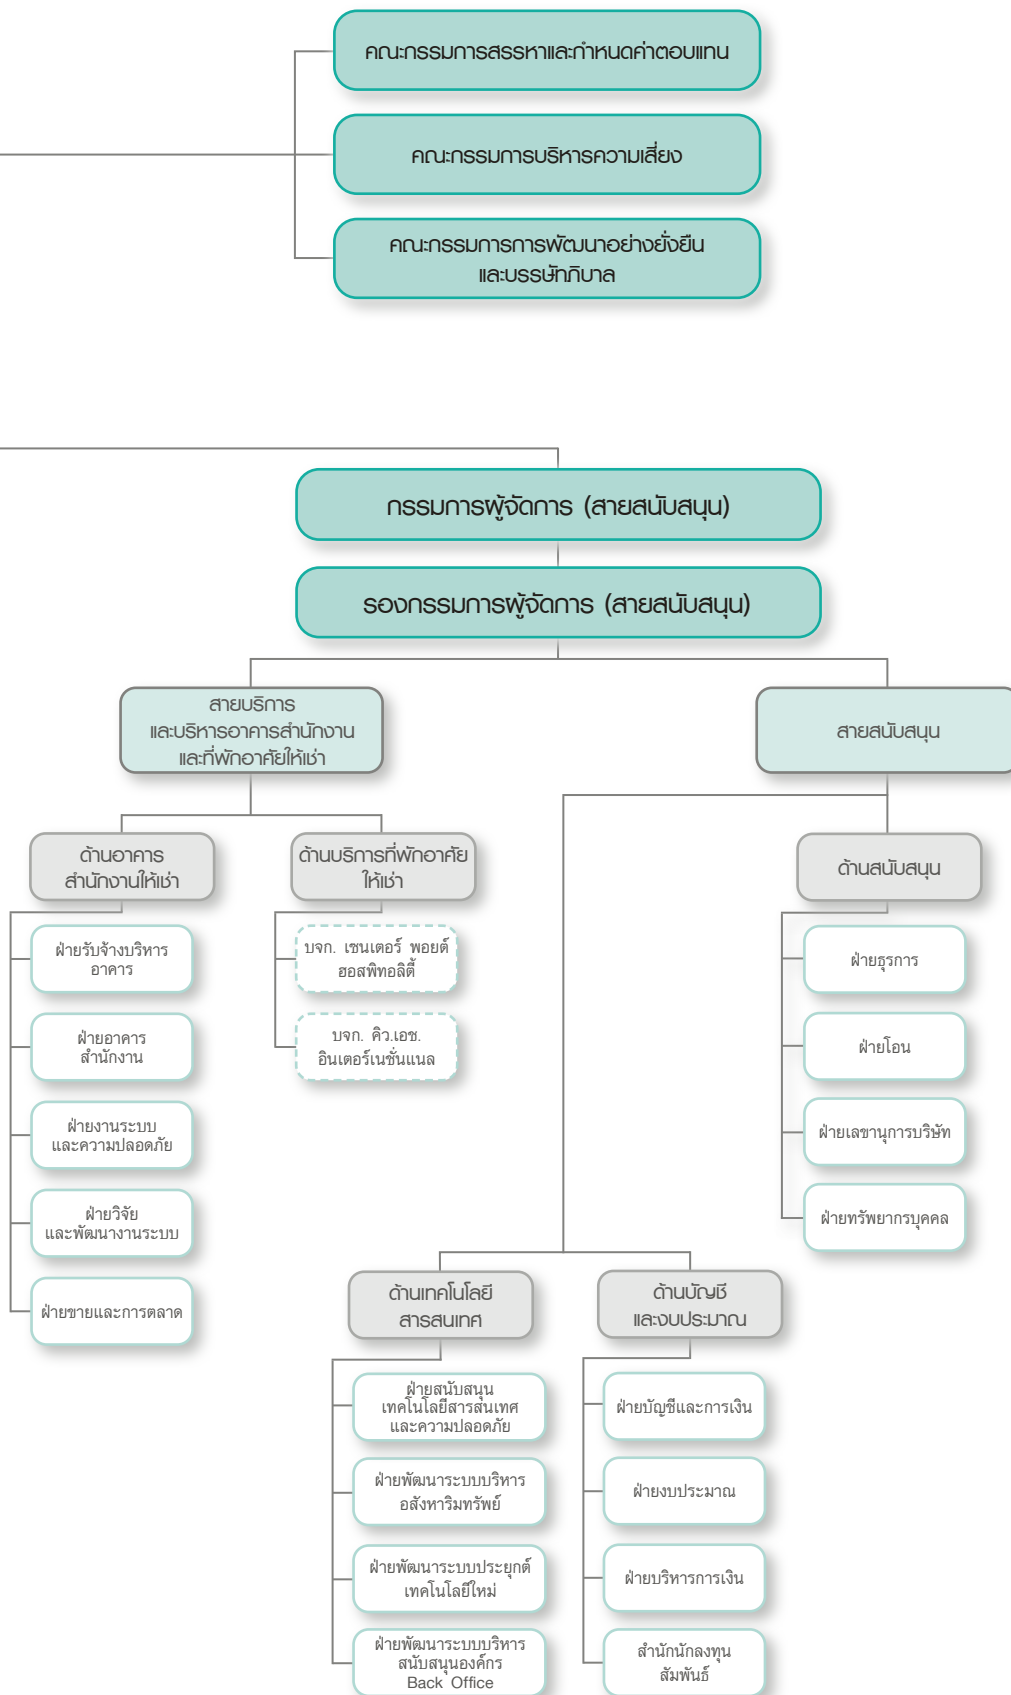 คณะกรรมการสรรหาและกำหนดค่าตอบแทน
คณะกรรมการบริหารความเสี่ยง
คณะกรรมการการพัฒนาอย่างยั่งยืน
และบรรษัทภิบาล
กรรมการผู้จัดการ (สายสนับสนุน)
รองกรรมการผู้จัดการ (สายสนับสนุน)
สายบริการ
และบริหารอาคารสำนักงาน
และที่พักอาศัยให้เช่า
สายสนับสนุน
ด้านอาคาร
สำนักงานให้เช่า
ด้านบริการที่พักอาศัย
ให้เช่า
ด้านสนับสนุน
ฝ่ายรับจ้างบริหาร
อาคาร
ฝ่ายอาคาร
สำนักงาน
ฝ่ายงานระบบ
และความปลอดภัย
ฝ่ายวิจัย
และพัฒนางานระบบ
ฝ่ายขายและการตลาด
บจก. เซนเตอร์ พอยต์
ฮอสพิทอลิตี้
บจก. คิว.เอช.
อินเตอร์เนชั่นแนล
ฝ่ายธุรการ
ฝ่ายโอน
ฝ่ายเลขานุการบริษัท
ฝ่ายทรัพยากรบุคคล
ด้านเทคโนโลยี
สารสนเทศ
ด้านบัญชี
และงบประมาณ
ฝ่ายสนับสนุน
เทคโนโลยีสารสนเทศ
และความปลอดภัย
ฝ่ายพัฒนาระบบบริหาร
อสังหาริมทรัพย์
ฝ่ายพัฒนาระบบประยุกต์
เทคโนโลยีใหม่
ฝ่ายพัฒนาระบบบริหาร
สนับสนุนองค์กร
Back Office
ฝ่ายบัญชีและการเงิน
ฝ่ายงบประมาณ
ฝ่ายบริหารการเงิน
สำนักนักลงทุน
สัมพันธ์